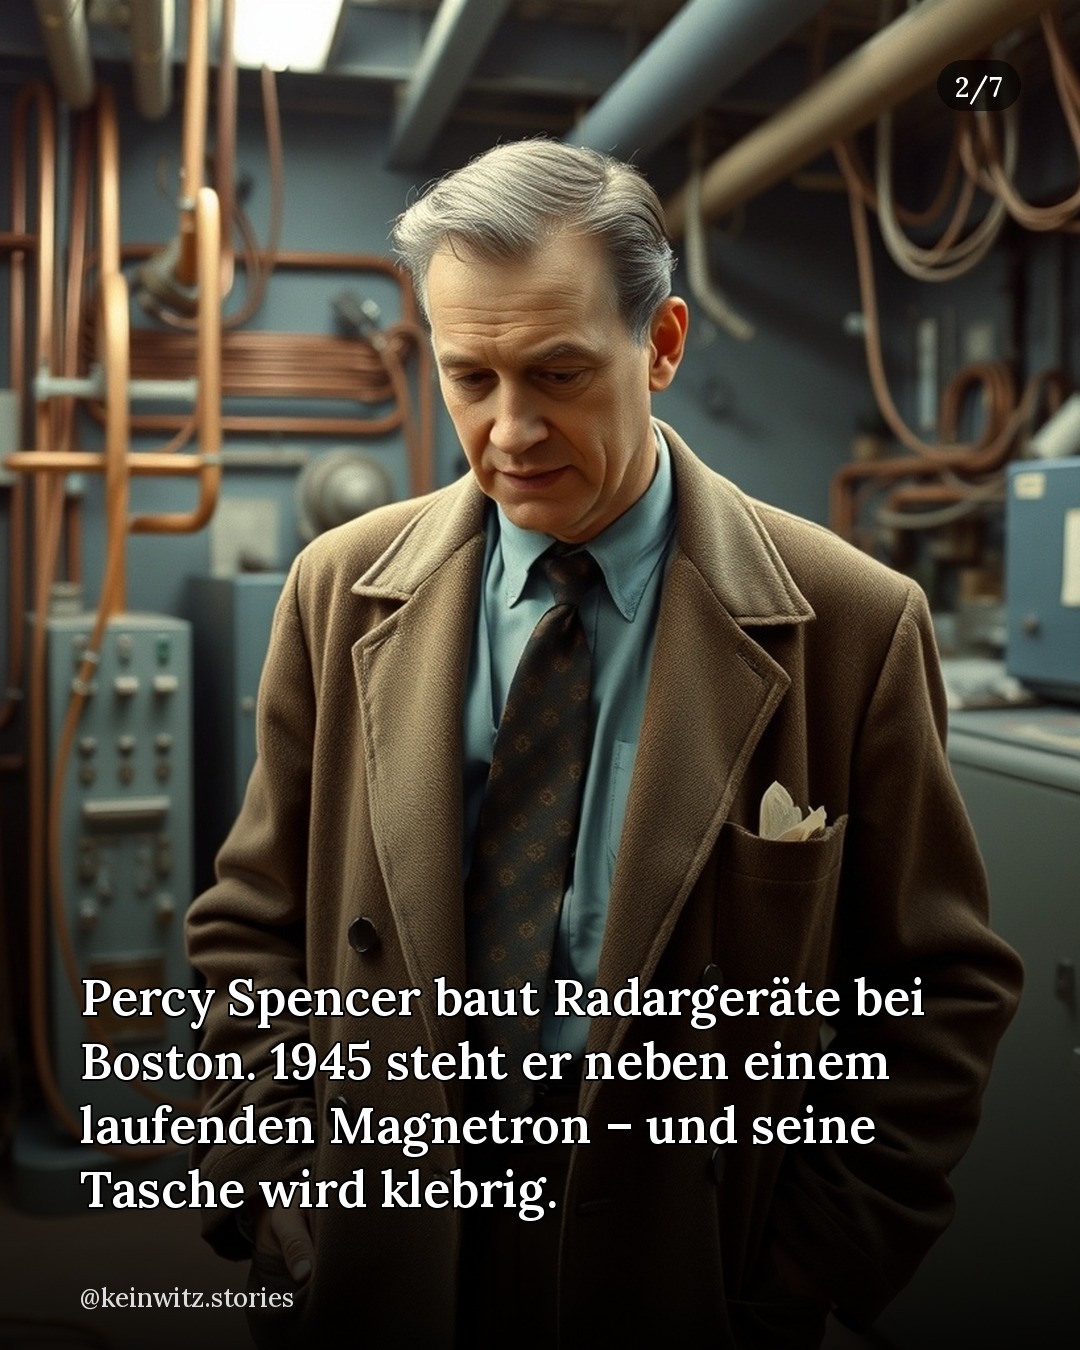 2/7
Percy Spencer baut Radargeräte bei
Boston. 1945 steht er neben einem
laufenden Magnetron – und seine
Tasche wird klebrig.
@keinwitz.stories